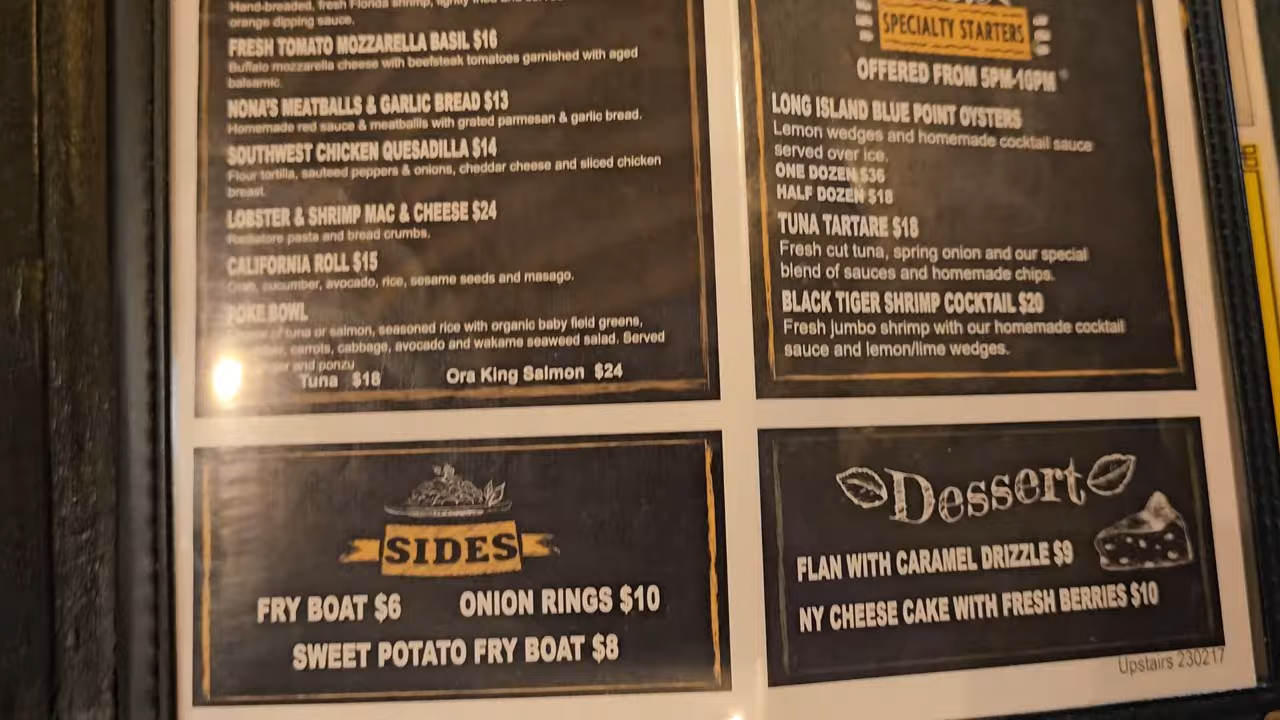 Hand-breaded, fresh Florida shrimp, lightly fried and served
orange dipping sauce.
FRESH TOMATO MOZZARELLA BASIL $16
Buffalo mozzarella cheese with beefsteak tomatoes garnished with aged
balsamic.
NONA'S MEATBALLS & GARLIC BREAD $13
Homemade red sauce & meatballs with grated parmesan & garlic bread.
SOUTHWEST CHICKEN QUESADILLA $14
Flour tortilla, sauteed peppers & onions, cheddar cheese and sliced chicken
breast.
LOBSTER & SHRIMP MAC & CHEESE $24
Radiatore pasta and bread crumbs.
CALIFORNIA ROLL $15
Crab, cucumber, avocado, rice, sesame seeds and masago.
POKE BOWL
of tuna or salmon, seasoned rice with organic baby field greens,
carrots, cabbage, avocado and wakame seaweed salad. Served
and ponzu
Tuna $18 Ora King Salmon $24
SPECIALTY STARTERS
OFFERED FROM 5PM-10PM
LONG ISLAND BLUE POINT OYSTERS
Lemon wedges and homemade cocktail sauce
served over ice.
ONE DOZEN $36
HALF DOZEN $18
TUNA TARTARE $18
Fresh cut tuna, spring onion and our special
blend of sauces and homemade chips.
BLACK TIGER SHRIMP COCKTAIL $20
Fresh jumbo shrimp with our homemade cocktail
sauce and lemon/lime wedges.
SIDES
FRY BOAT $6 ONION RINGS $10
SWEET POTATO FRY BOAT $8
Dessert
FLAN WITH CARAMEL DRIZZLE $9
NY CHEESE CAKE WITH FRESH BERRIES $10
Upstairs 230217